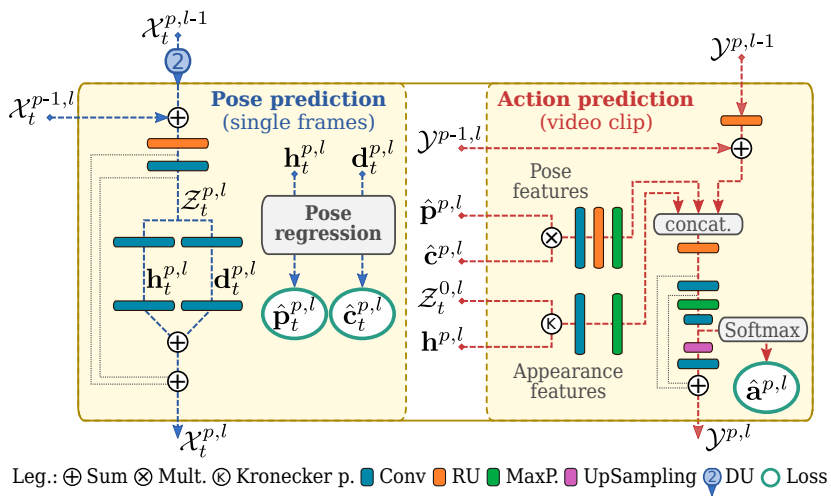 𝒳_t^{p,l-1}
2
𝒴^{p,l-1}
𝒳_t^{p-1,l}
Pose prediction
(single frames)
Action prediction
(video clip)
𝒴^{p-1,l}
h_t^{p,l} d_t^{p,l}
Pose
features
𝒵_t^{p,l}
Pose
regression
p̂^{p,l}
ĉ^{p,l}
concat.
h_t^{p,l} d_t^{p,l}
p̂_t^{p,l} ĉ_t^{p,l}
𝒵_t^{0,l}
K
h^{p,l}
Softmax
Appearance
features
â^{p,l}
𝒳_t^{p,l}
𝒴^{p,l}
Leg.: Sum Mult. K Kronecker p. Conv RU MaxP. UpSampling 2 DU Loss